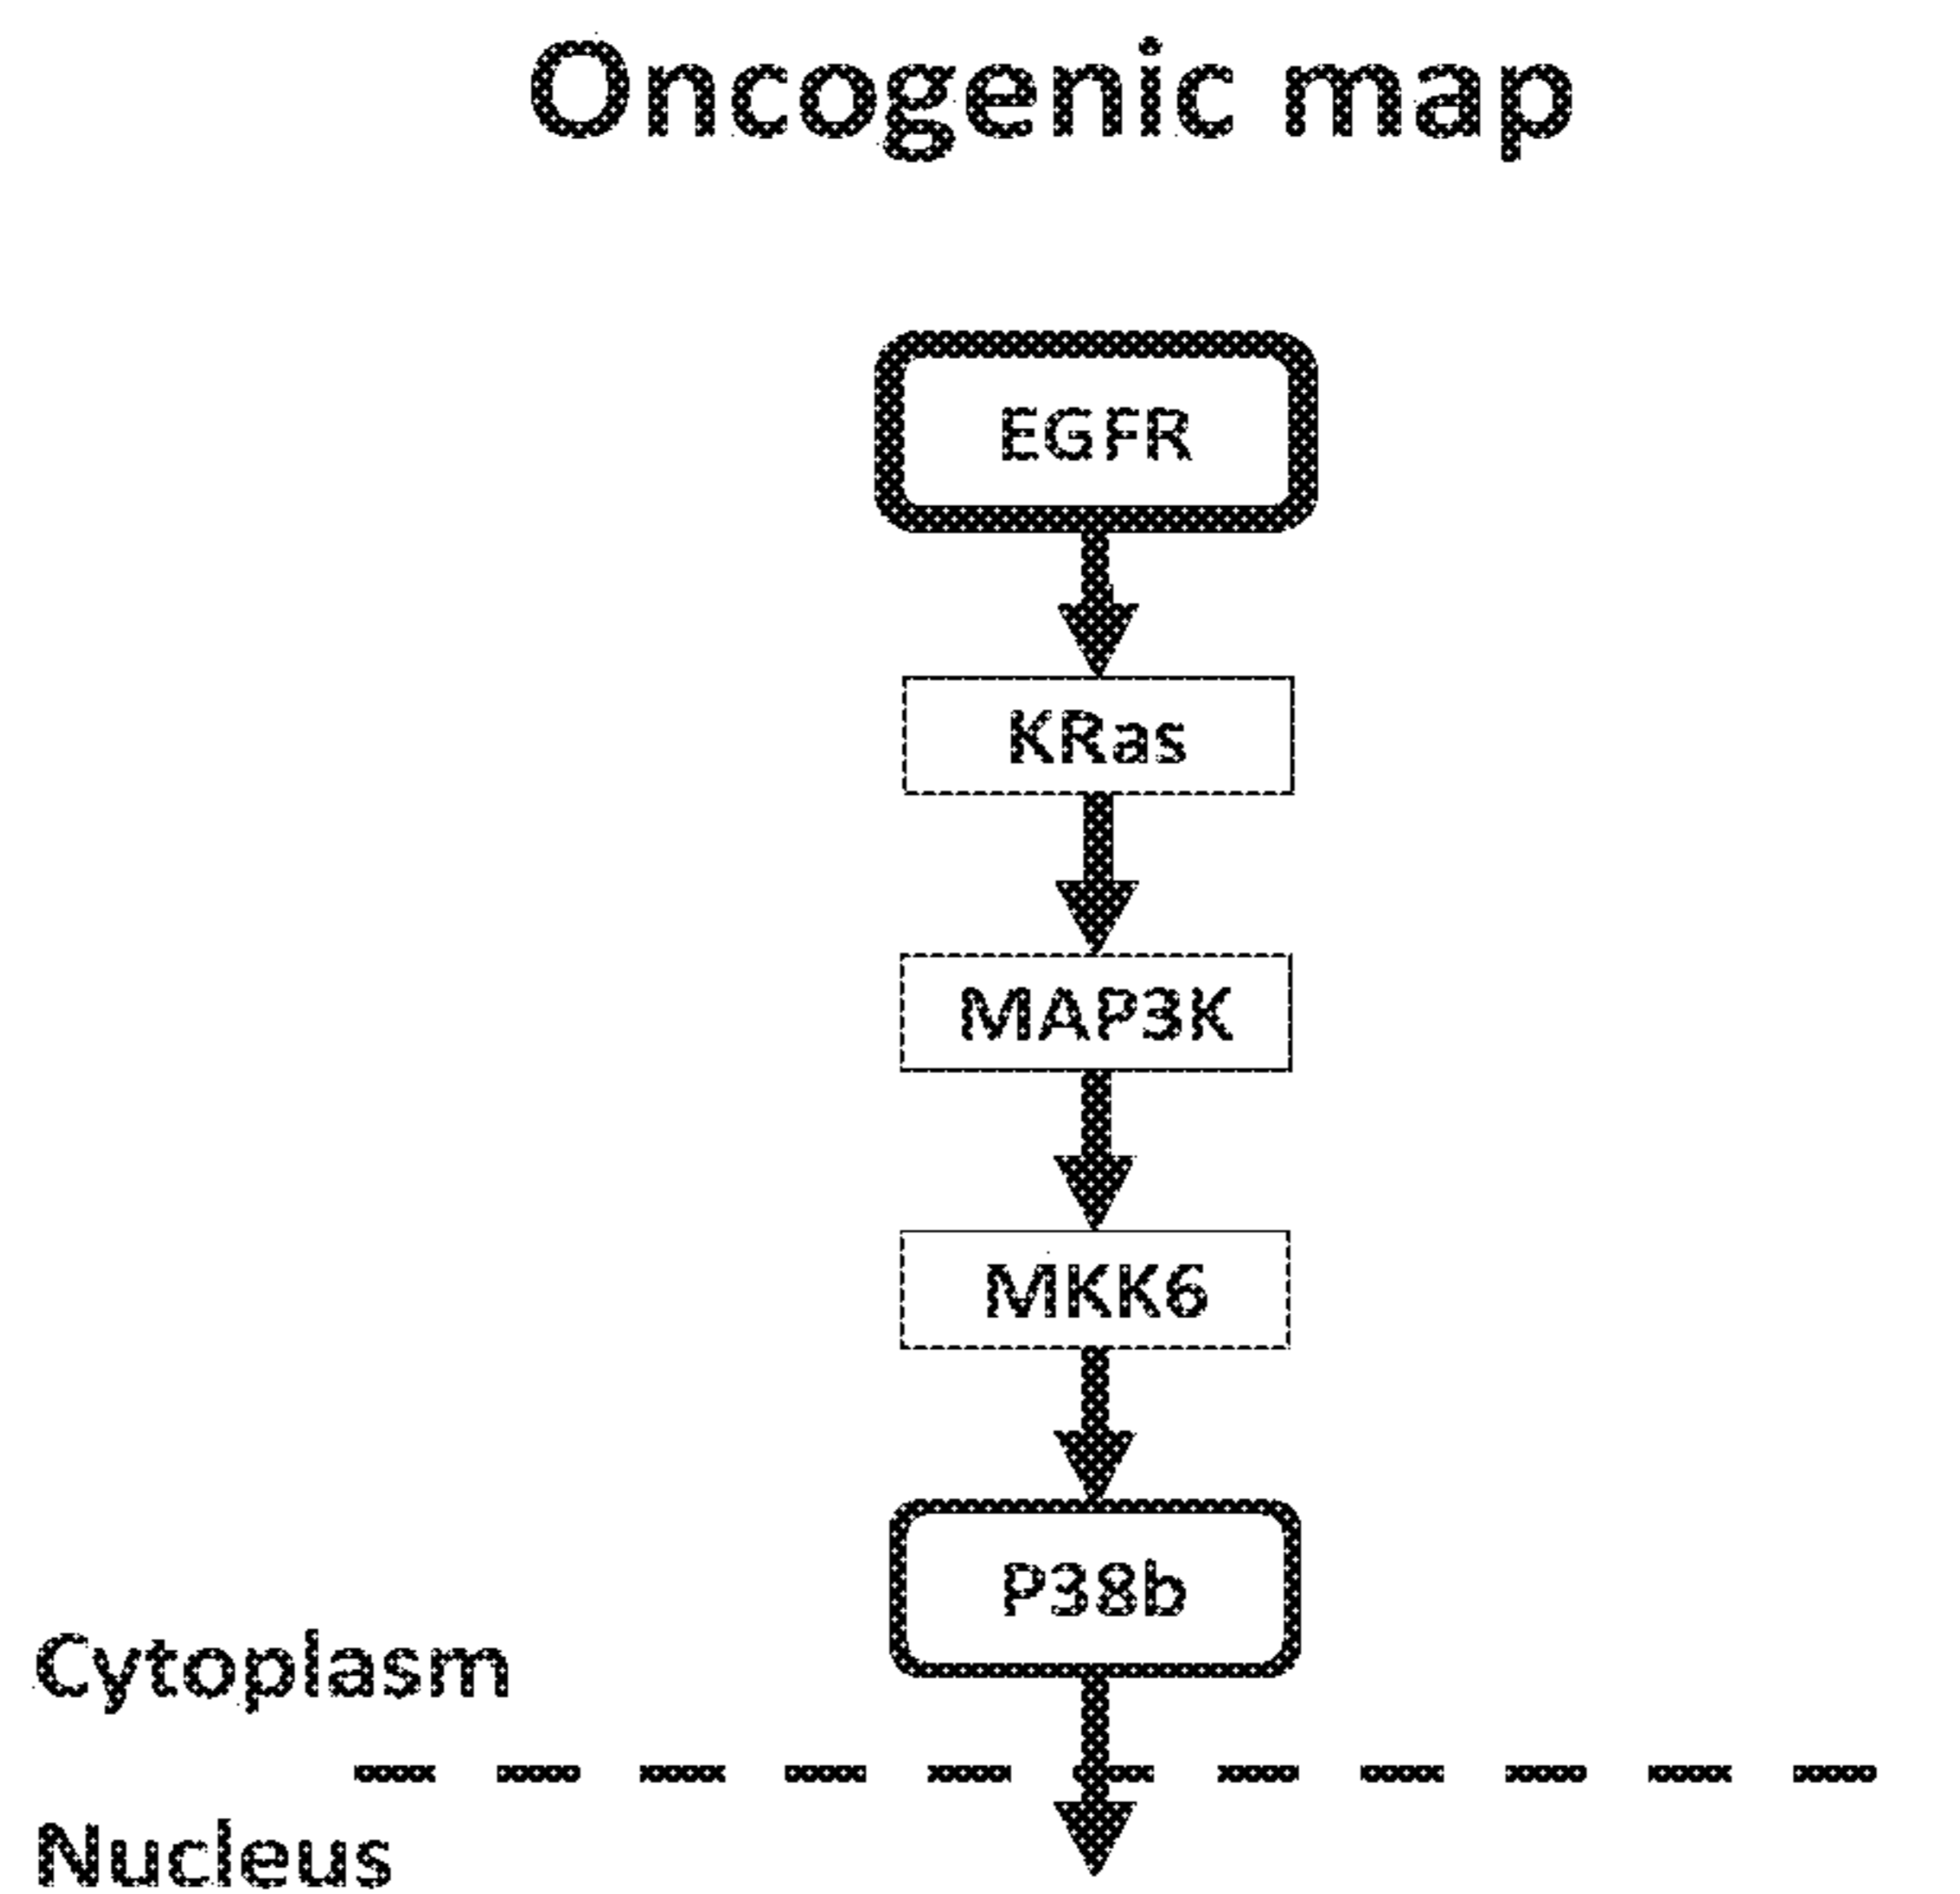 Oncogenic map
EGFR
KRas
MAP3K
MKK6
P38b
Cytoplasm
Nucleus